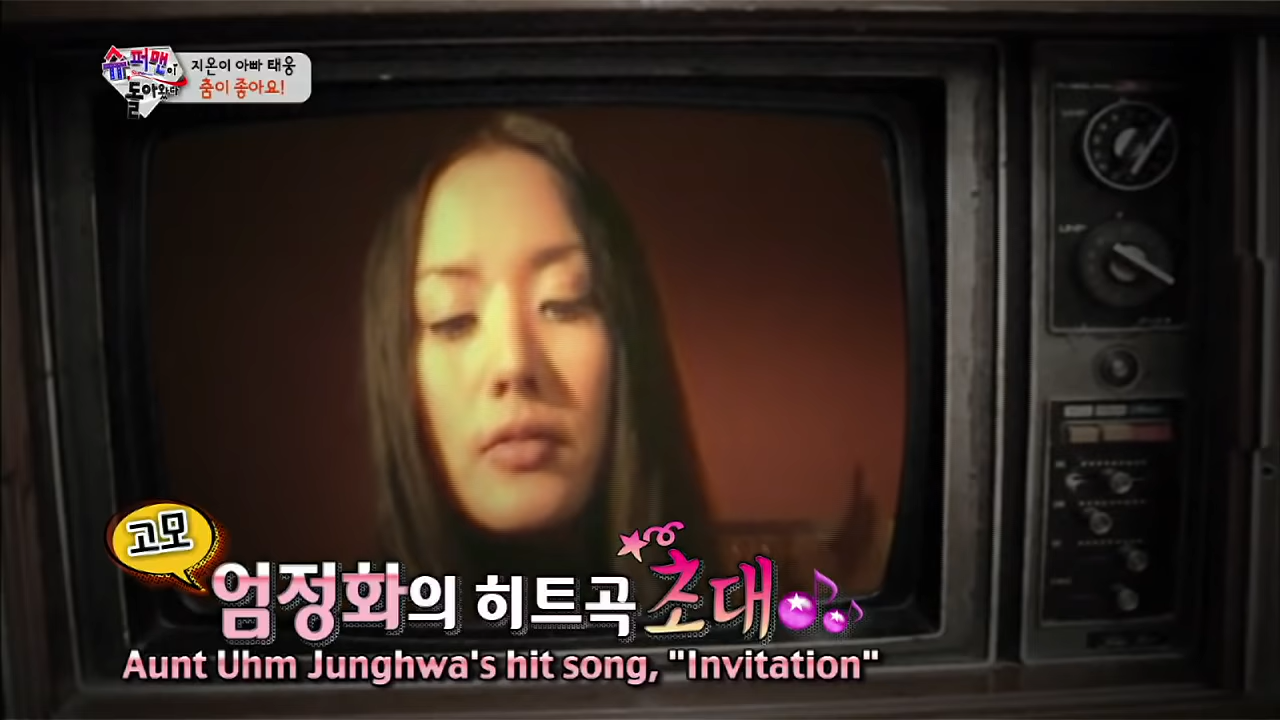 슈퍼맨이
돌아왔다
지온이 아빠 태웅
춤이 좋아요!
고모
엄정화의 히트곡 초대
Aunt Uhm Junghwa's hit song, "Invitation"